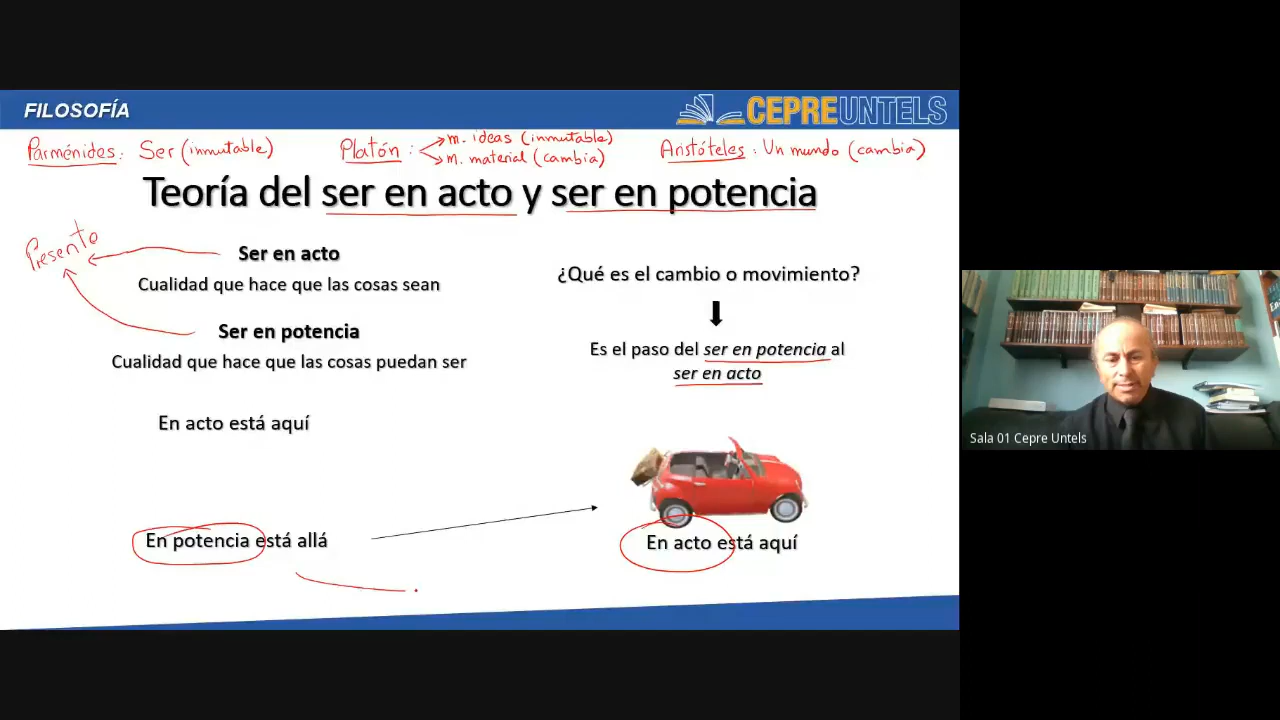 FILOSOFÍA
CEPREUNTELS
Parménides: Ser (inmutable)
Platón: m. ideas (inmutable)
m. material (cambia)
Aristóteles: Un mundo (cambia)
Teoría del ser en acto y ser en potencia
Presente
Ser en acto
Cualidad que hace que las cosas sean
Ser en potencia
Cualidad que hace que las cosas puedan ser
En acto está aquí
En potencia está allá
¿Qué es el cambio o movimiento?
Es el paso del ser en potencia al
ser en acto
En acto está aquí
Sala 01 Cepre Untels